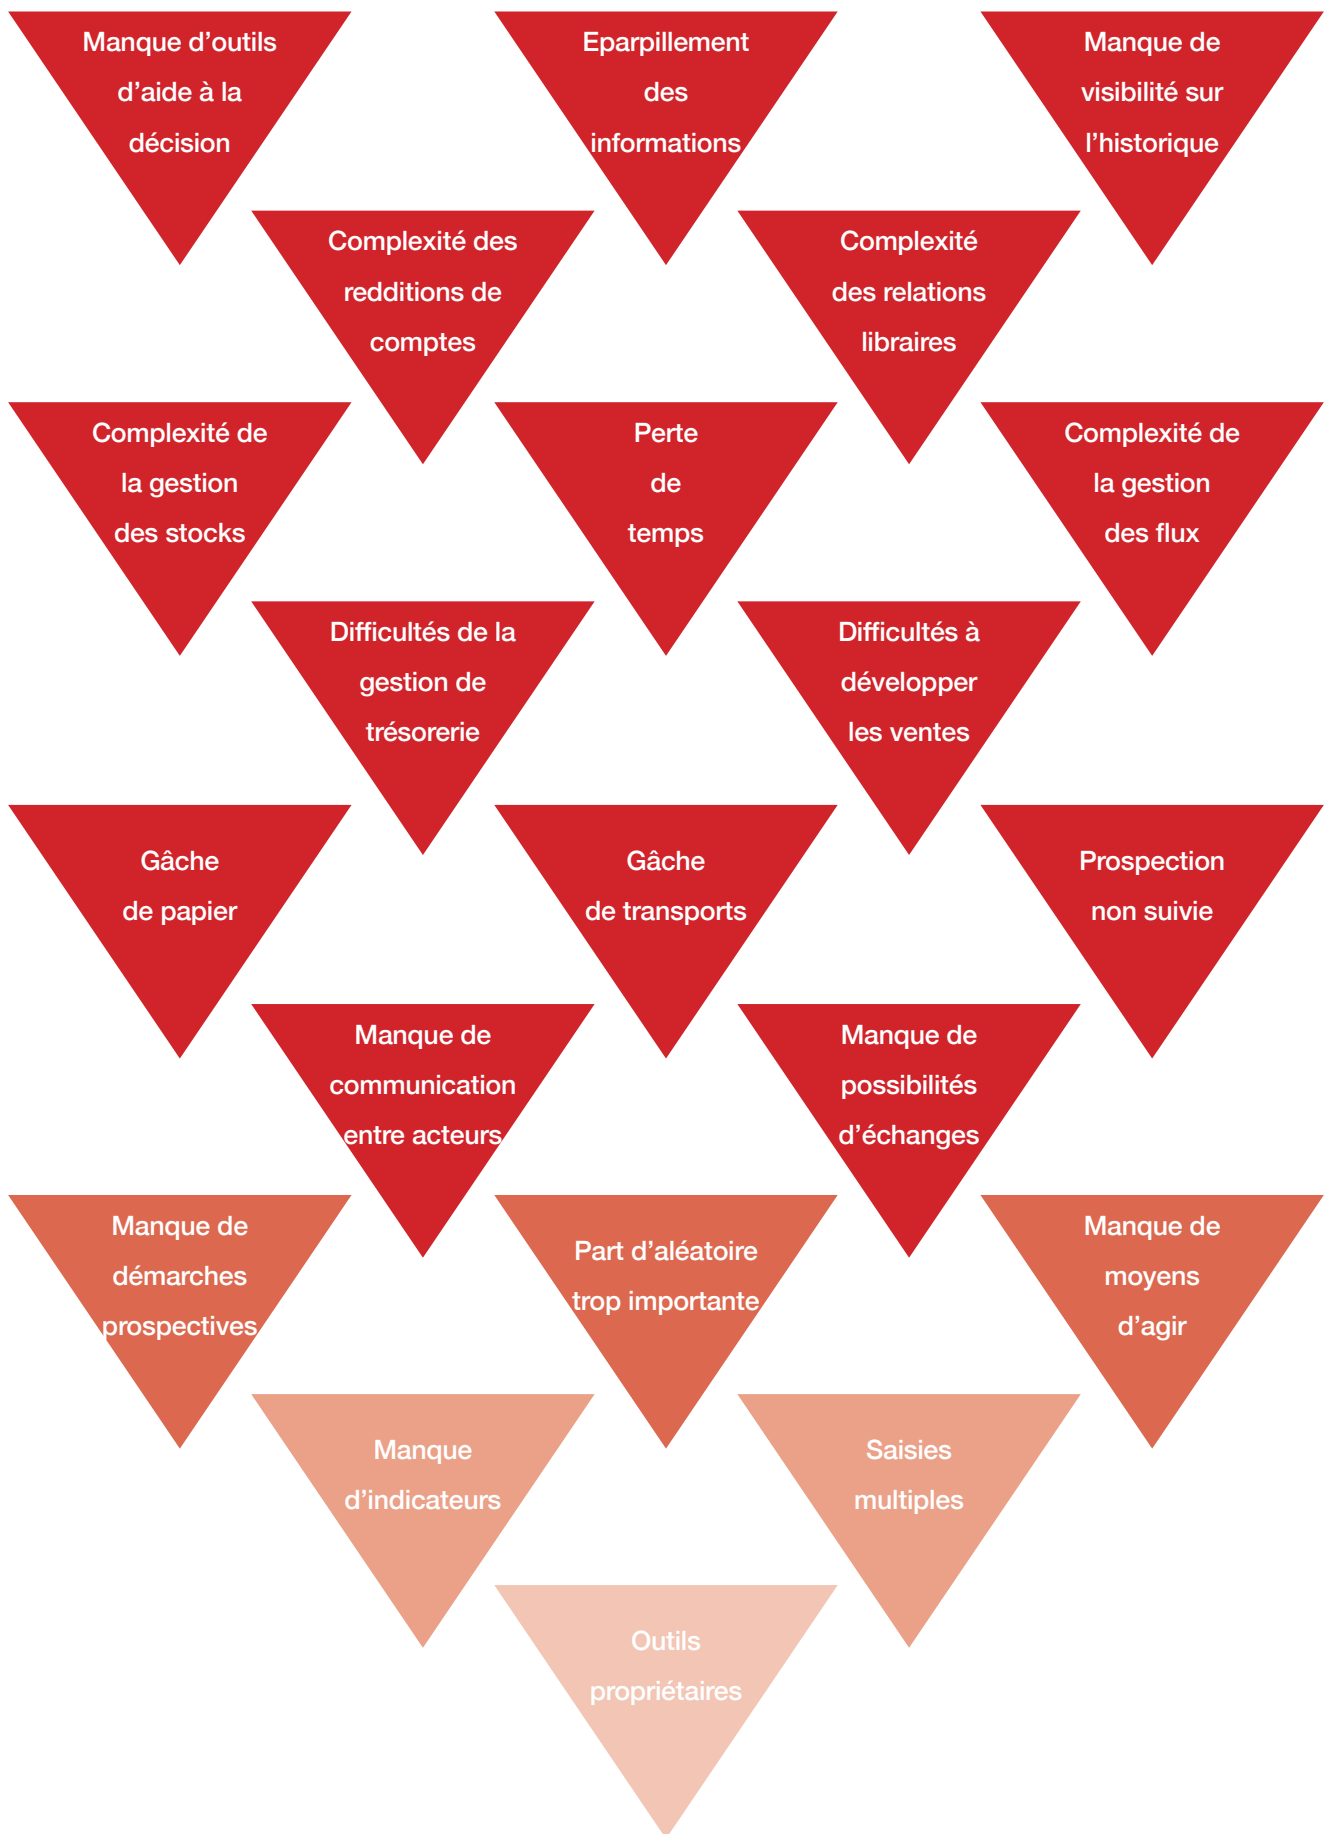 Manque d’outils
d’aide à la
décision
Eparpillement
des
informations
Manque de
visibilité sur
l’historique
Complexité des
redditions de
comptes
Complexité
des relations
libraires
Complexité de
la gestion
des stocks
Perte
de
temps
Complexité de
la gestion
des flux
Difficultés de la
gestion de
trésorerie
Difficultés à
développer
les ventes
Gâche
de papier
Gâche
de transports
Prospection
non suivie
Manque de
communication
entre acteurs
Manque de
possibilités
d’échanges
Manque de
démarches
prospectives
Part d’aléatoire
trop importante
Manque de
moyens
d’agir
Manque
d’indicateurs
Saisies
multiples
Outils
propriétaires